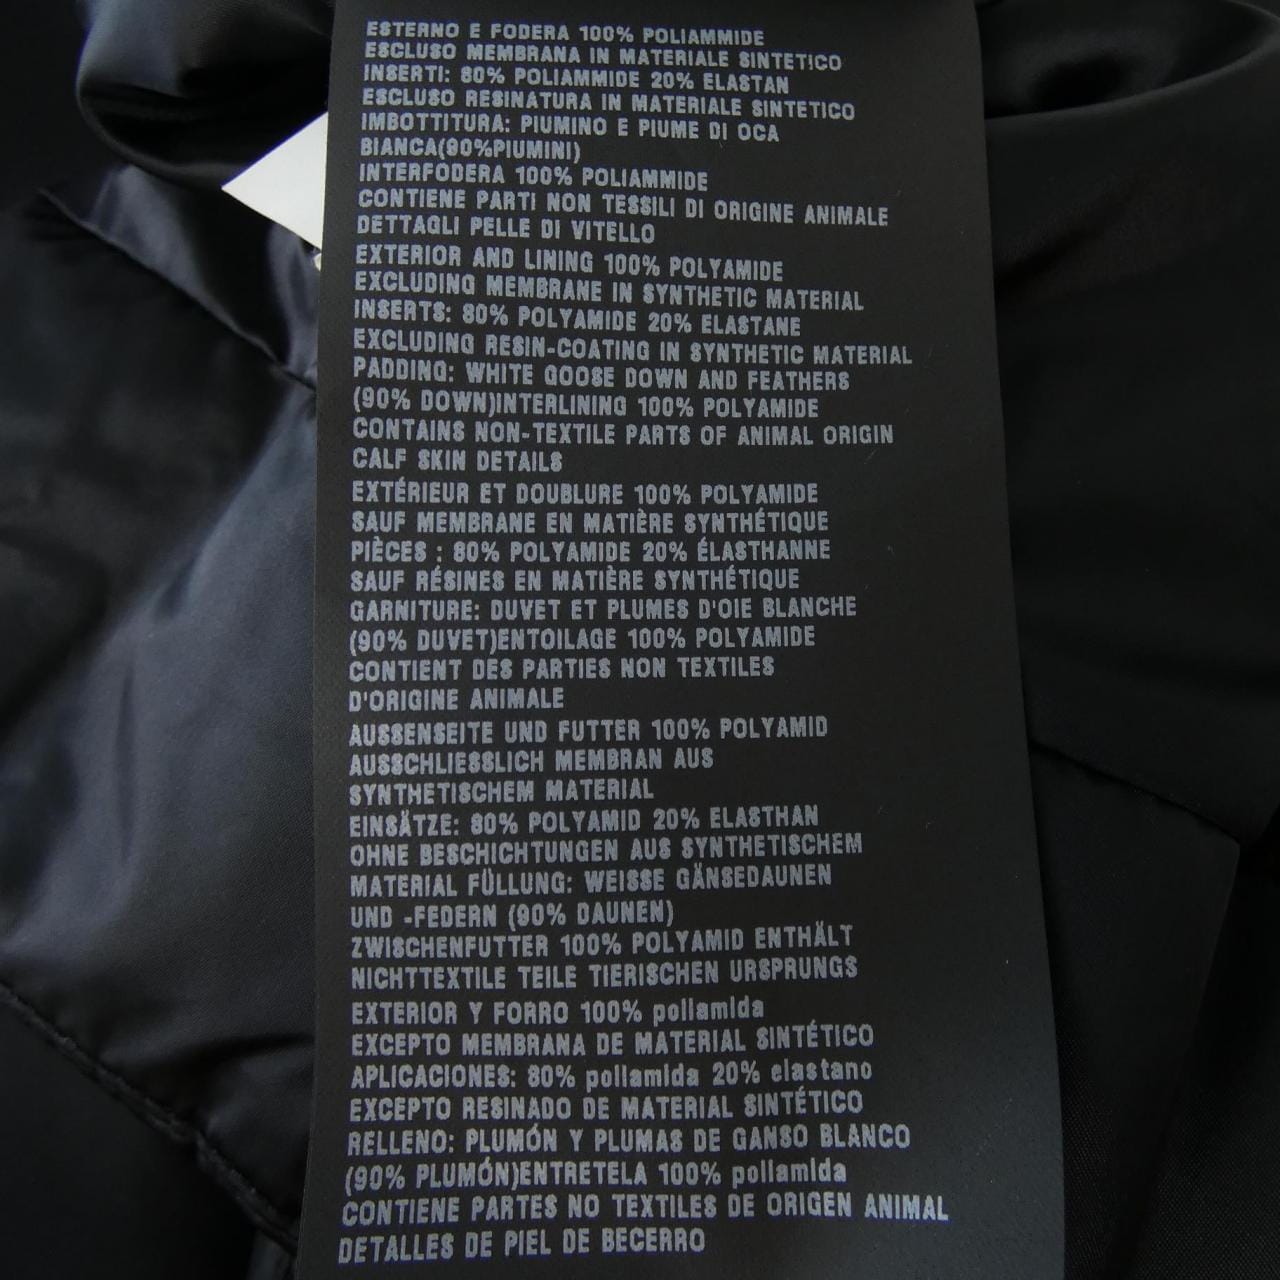 ESTERNO E FODERA 100% POLIAMMIDE
ESCLUSO MEMBRANA IN MATERIALE SINTETICO
INSERTI: 80% POLIAMMIDE 20% ELASTAN
ESCLUSO RESINATURA IN MATERIALE SINTETICO
IMBOTTITURA: PIUMINO E PIUME DI OCA
BIANCA(90%PIUMINI)
INTERFODERA 100% POLIAMMIDE
CONTIENE PARTI NON TESSILI DI ORIGINE ANIMALE
DETTAGLI PELLE DI VITELLO
EXTERIOR AND LINING 100% POLYAMIDE
EXCLUDING MEMBRANE IN SYNTHETIC MATERIAL
INSERTS: 80% POLYAMIDE 20% ELASTANE
EXCLUDING RESIN-COATING IN SYNTHETIC MATERIAL
PADDING: WHITE GOOSE DOWN AND FEATHERS
(90% DOWN)INTERLINING 100% POLYAMIDE
CONTAINS NON-TEXTILE PARTS OF ANIMAL ORIGIN
CALF SKIN DETAILS
EXTÉRIEUR ET DOUBLURE 100% POLYAMIDE
SAUF MEMBRANE EN MATIÈRE SYNTHÉTIQUE
PIÈCES : 80% POLYAMIDE 20% ÉLASTHANNE
SAUF RÉSINES EN MATIÈRE SYNTHÉTIQUE
GARNITURE: DUVET ET PLUMES D'OIE BLANCHE
(90% DUVET)ENTOILAGE 100% POLYAMIDE
CONTIENT DES PARTIES NON TEXTILES
D'ORIGINE ANIMALE
AUSSENSEITE UND FUTTER 100% POLYAMID
AUSSCHLIESSLICH MEMBRAN AUS
SYNTHETISCHEM MATERIAL
EINSÄTZE: 80% POLYAMID 20% ELASTHAN
OHNE BESCHICHTUNGEN AUS SYNTHETISCHEM
MATERIAL FÜLLUNG: WEISSE GÄNSEDAUNEN
UND -FEDERN (90% DAUNEN)
ZWISCHENFUTTER 100% POLYAMID ENTHÄLT
NICHTTEXTILE TEILE TIERISCHEN URSPRUNGS
EXTERIOR Y FORRO 100% poliamida
EXCEPTO MEMBRANA DE MATERIAL SINTÉTICO
APLICACIONES: 80% poliamida 20% elastano
EXCEPTO RESINADO DE MATERIAL SINTÉTICO
RELLENO: PLUMÓN Y PLUMAS DE GANSO BLANCO
(90% PLUMÓN)ENTRETELA 100% poliamida
CONTIENE PARTES NO TEXTILES DE ORIGEN ANIMAL
DETALLES DE PIEL DE BECERRO